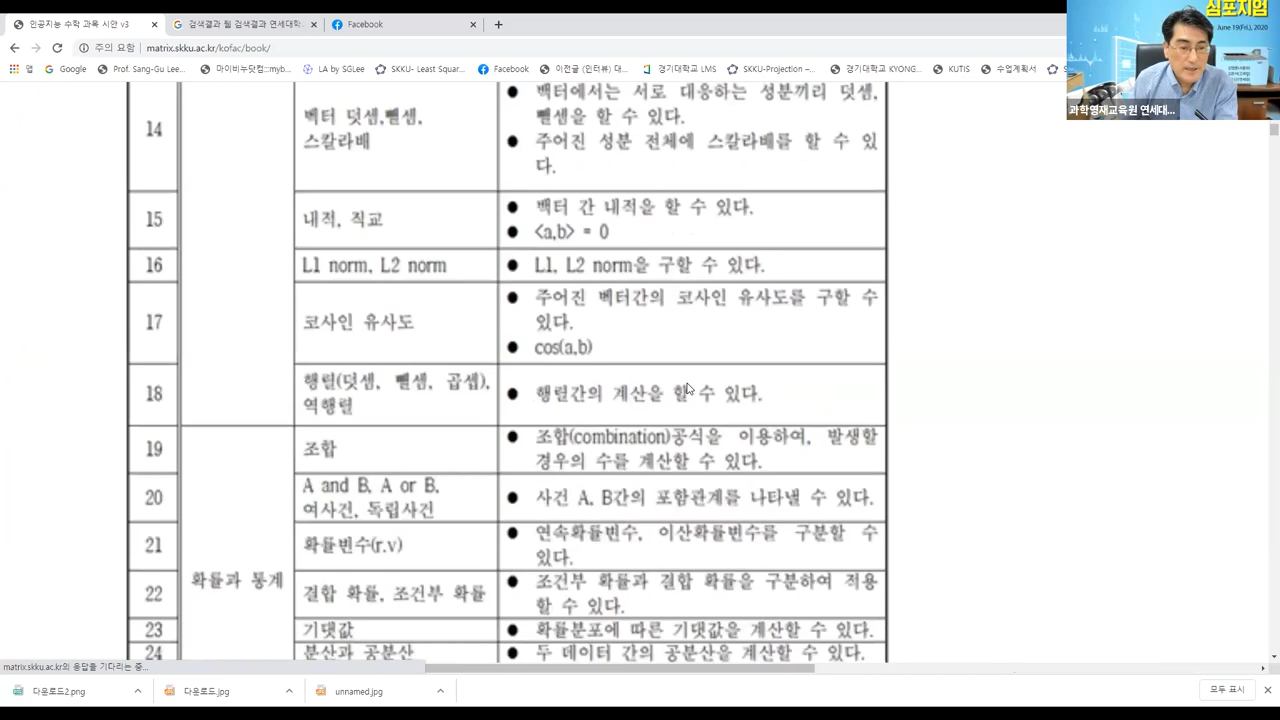 인공지능 수학 과목 시안 v3
검색결과 웹 검색결과 연세대학
Facebook
주의 요함
matrix.skku.ac.kr/kofac/book/
앱
Google
Prof. Sang-Gu Lee...
마이비누닷컴:::myb...
LA by SGLee
SKKU- Least Squar...
Facebook
이전글 (인터뷰) 대...
경기대학교 LMS
SKKU-Projection -...
경기대학교 KYONG...
KUTIS
수업계획서
심포지엄
June 19(Fri.), 2020
과학영재교육원 연세대...
14
벡터 덧셈,뺄셈,
스칼라배
● 백터에서는 서로 대응하는 성분끼리 덧셈,
뺄셈을 할 수 있다.
● 주어진 성분 전체에 스칼라배를 할 수 있
다.
15
내적, 직교
● 백터 간 내적을 할 수 있다.
● <a,b> = 0
16
L1 norm, L2 norm
● L1, L2 norm을 구할 수 있다.
17
코사인 유사도
● 주어진 벡터간의 코사인 유사도를 구할 수
있다.
● cos(a,b)
18
행렬(덧셈, 뺄셈, 곱셉),
역행렬
● 행렬간의 계산을 할 수 있다.
확률과 통계
19
조합
● 조합(combination)공식을 이용하여, 발생할
경우의 수를 계산할 수 있다.
20
A and B, A or B,
여사건, 독립사건
● 사건 A, B간의 포함관계를 나타낼 수 있다.
21
확률변수(r.v)
● 연속확률변수, 이산확률변수를 구분할 수
있다.
22
결합 확률, 조건부 확률
● 조건부 확률과 결합 확률을 구분하여 적용
할 수 있다.
23
기댓값
● 확률분포에 따른 기댓값을 계산할 수 있다.
24
분산과 공분산
● 두 데이터 간의 공분산을 계산할 수 있다.
matrix.skku.ac.kr의 응답을 기다리는 중...
다운로드2.png
다운로드.jpg
unnamed.jpg
모두 표시